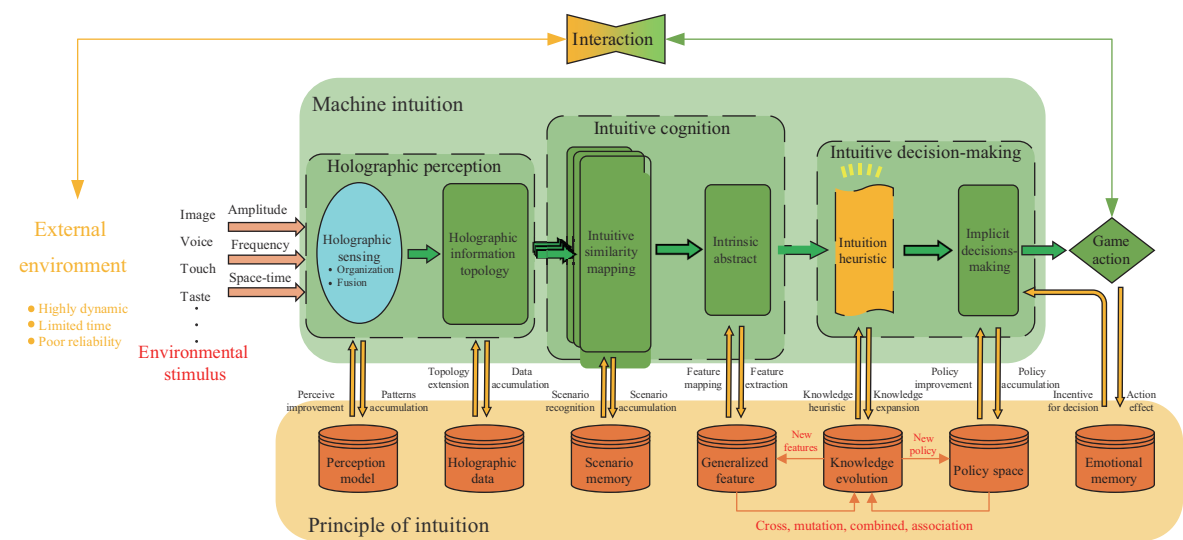 Interaction
Machine intuition
Intuitive cognition
Intuitive decision-making
Holographic perception
Image
Voice
Touch
Taste
Amplitude
Frequency
Space-time
External
environment
Highly dynamic
Limited time
Poor reliability
Environmental
stimulus
Holographic
sensing
Organization
Fusion
Holographic
information
topology
Intuitive
similarity
mapping
Intrinsic
abstract
Intuition
heuristic
Implicit
decisions-
making
Game
action
Perceive
improvement
Patterns
accumulation
Topology
extension
Data
accumulation
Scenario
recognition
Scenario
accumulation
Feature
mapping
Feature
extraction
Knowledge
heuristic
Knowledge
expansion
Policy
improvement
Policy
accumulation
Incentive
for decision
Action
effect
Perception
model
Holographic
data
Scenario
memory
Generalized
feature
New
features
Knowledge
evolution
New
policy
Policy space
Emotional
memory
Cross, mutation, combined, association
Principle of intuition